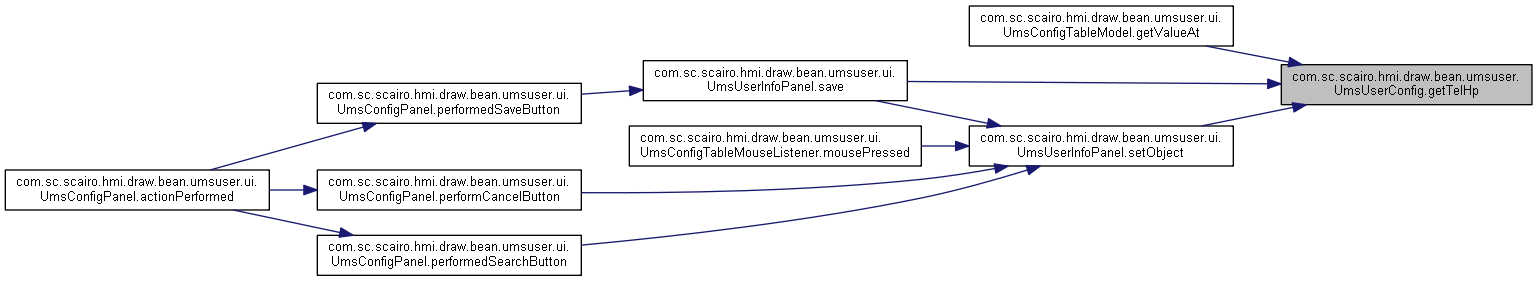 com.sc.scairo.hmi.draw.bean.umsuser.ui.
UmsConfigTableModel.getValueAt
com.sc.scairo.hmi.draw.bean.umsuser.ui.
UmsUserInfoPanel.save
com.sc.scairo.hmi.draw.bean.umsuser.
UmsUserConfig.getTelHp
com.sc.scairo.hmi.draw.bean.umsuser.ui.
UmsConfigPanel.performedSaveButton
com.sc.scairo.hmi.draw.bean.umsuser.ui.
UmsConfigTableMouseListener.mousePressed
com.sc.scairo.hmi.draw.bean.umsuser.ui.
UmsUserInfoPanel.setObject
com.sc.scairo.hmi.draw.bean.umsuser.ui.
UmsConfigPanel.actionPerformed
com.sc.scairo.hmi.draw.bean.umsuser.ui.
UmsConfigPanel.performCancelButton
com.sc.scairo.hmi.draw.bean.umsuser.ui.
UmsConfigPanel.performedSearchButton